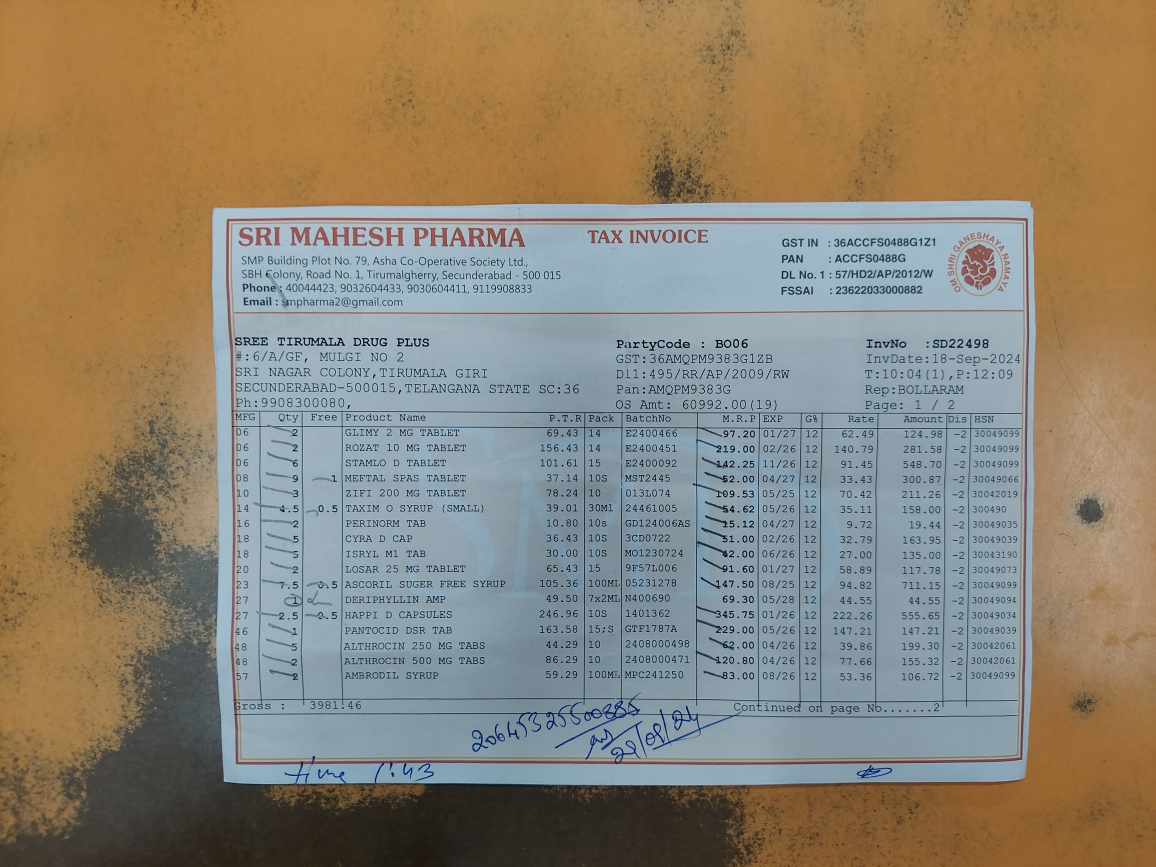 SRI MAHESH PHARMA TAX INVOICE
SMP Building Plot No. 79, Asha Co-Operative Society Ltd.,
SBH Colony, Road No. 1, Tirumalgherry, Secunderabad - 500 015
Phone : 40044423, 9032604433, 9030604411, 9119908833
Email : smpharma2@gmail.com
GST IN : 36ACCFS0488G1Z1
PAN : ACCFS0488G
DL No. 1 : 57/HD2/AP/2012/W
FSSAI : 23622033000882
OM SHRI GANESHAYA NAMAYA
SREE TIRUMALA DRUG PLUS
#:6/A/GF, MULGI NO 2
SRI NAGAR COLONY,TIRUMALA GIRI
SECUNDERABAD-500015,TELANGANA STATE SC:36
Ph:9908300080,
PartyCode : BO06
GST:36AMQPM9383G1ZB
Dl1:495/RR/AP/2009/RW
Pan:AMQPM9383G
OS Amt: 60992.00(19)
InvNo :SD22498
InvDate:18-Sep-2024
T:10:04(1),P:12:09
Rep:BOLLARAM
Page: 1 / 2
MFG Qty Free Product Name P.T.R Pack BatchNo M.R.P EXP G% Rate Amount Dis HSN
06 2 GLIMY 2 MG TABLET 69.43 14 E2400466 97.20 01/27 12 62.49 124.98 -2 30049099
06 2 ROZAT 10 MG TABLET 156.43 14 E2400451 219.00 02/26 12 140.79 281.58 -2 30049099
06 6 STAMLO D TABLET 101.61 15 E2400092 142.25 11/26 12 91.45 548.70 -2 30049099
08 9 1 MEFTAL SPAS TABLET 37.14 10S MST2445 52.00 04/27 12 33.43 300.87 -2 30049066
10 3 ZIFI 200 MG TABLET 78.24 10 013L074 109.53 05/25 12 70.42 211.26 -2 30042019
14 4.5 0.5 TAXIM O SYRUP (SMALL) 39.01 30Ml 24461005 54.62 05/26 12 35.11 158.00 -2 300490
16 2 PERINORM TAB 10.80 10s GD124006AS 15.12 04/27 12 9.72 19.44 -2 30049035
18 5 CYRA D CAP 36.43 10S 3CD0722 51.00 02/26 12 32.79 163.95 -2 30049039
18 5 ISRYL M1 TAB 30.00 10S MO1230724 42.00 06/26 12 27.00 135.00 -2 30043190
20 2 LOSAR 25 MG TABLET 65.43 15 9F57L006 91.60 01/27 12 58.89 117.78 -2 30049073
23 7.5 0.5 ASCORIL SUGER FREE SYRUP 105.36 100ML 05231278 147.50 08/25 12 94.82 711.15 -2 30049099
27 1 DERIPHYLLIN AMP 49.50 7x2ML N400690 69.30 05/28 12 44.55 44.55 -2 30049094
27 2.5 0.5 HAPPI D CAPSULES 246.96 10S 1401362 345.75 01/26 12 222.26 555.65 -2 30049034
46 1 PANTOCID DSR TAB 163.58 15;S GTF1787A 229.00 05/26 12 147.21 147.21 -2 30049039
48 5 ALTHROCIN 250 MG TABS 44.29 10 2408000498 62.00 04/26 12 39.86 199.30 -2 30042061
48 2 ALTHROCIN 500 MG TABS 86.29 10 2408000471 120.80 04/26 12 77.66 155.32 -2 30042061
57 2 AMBRODIL SYRUP 59.29 100ML MPC241250 83.00 08/26 12 53.36 106.72 -2 30049099
Gross : 3981.46 Continued on page No.......2
time 1:43